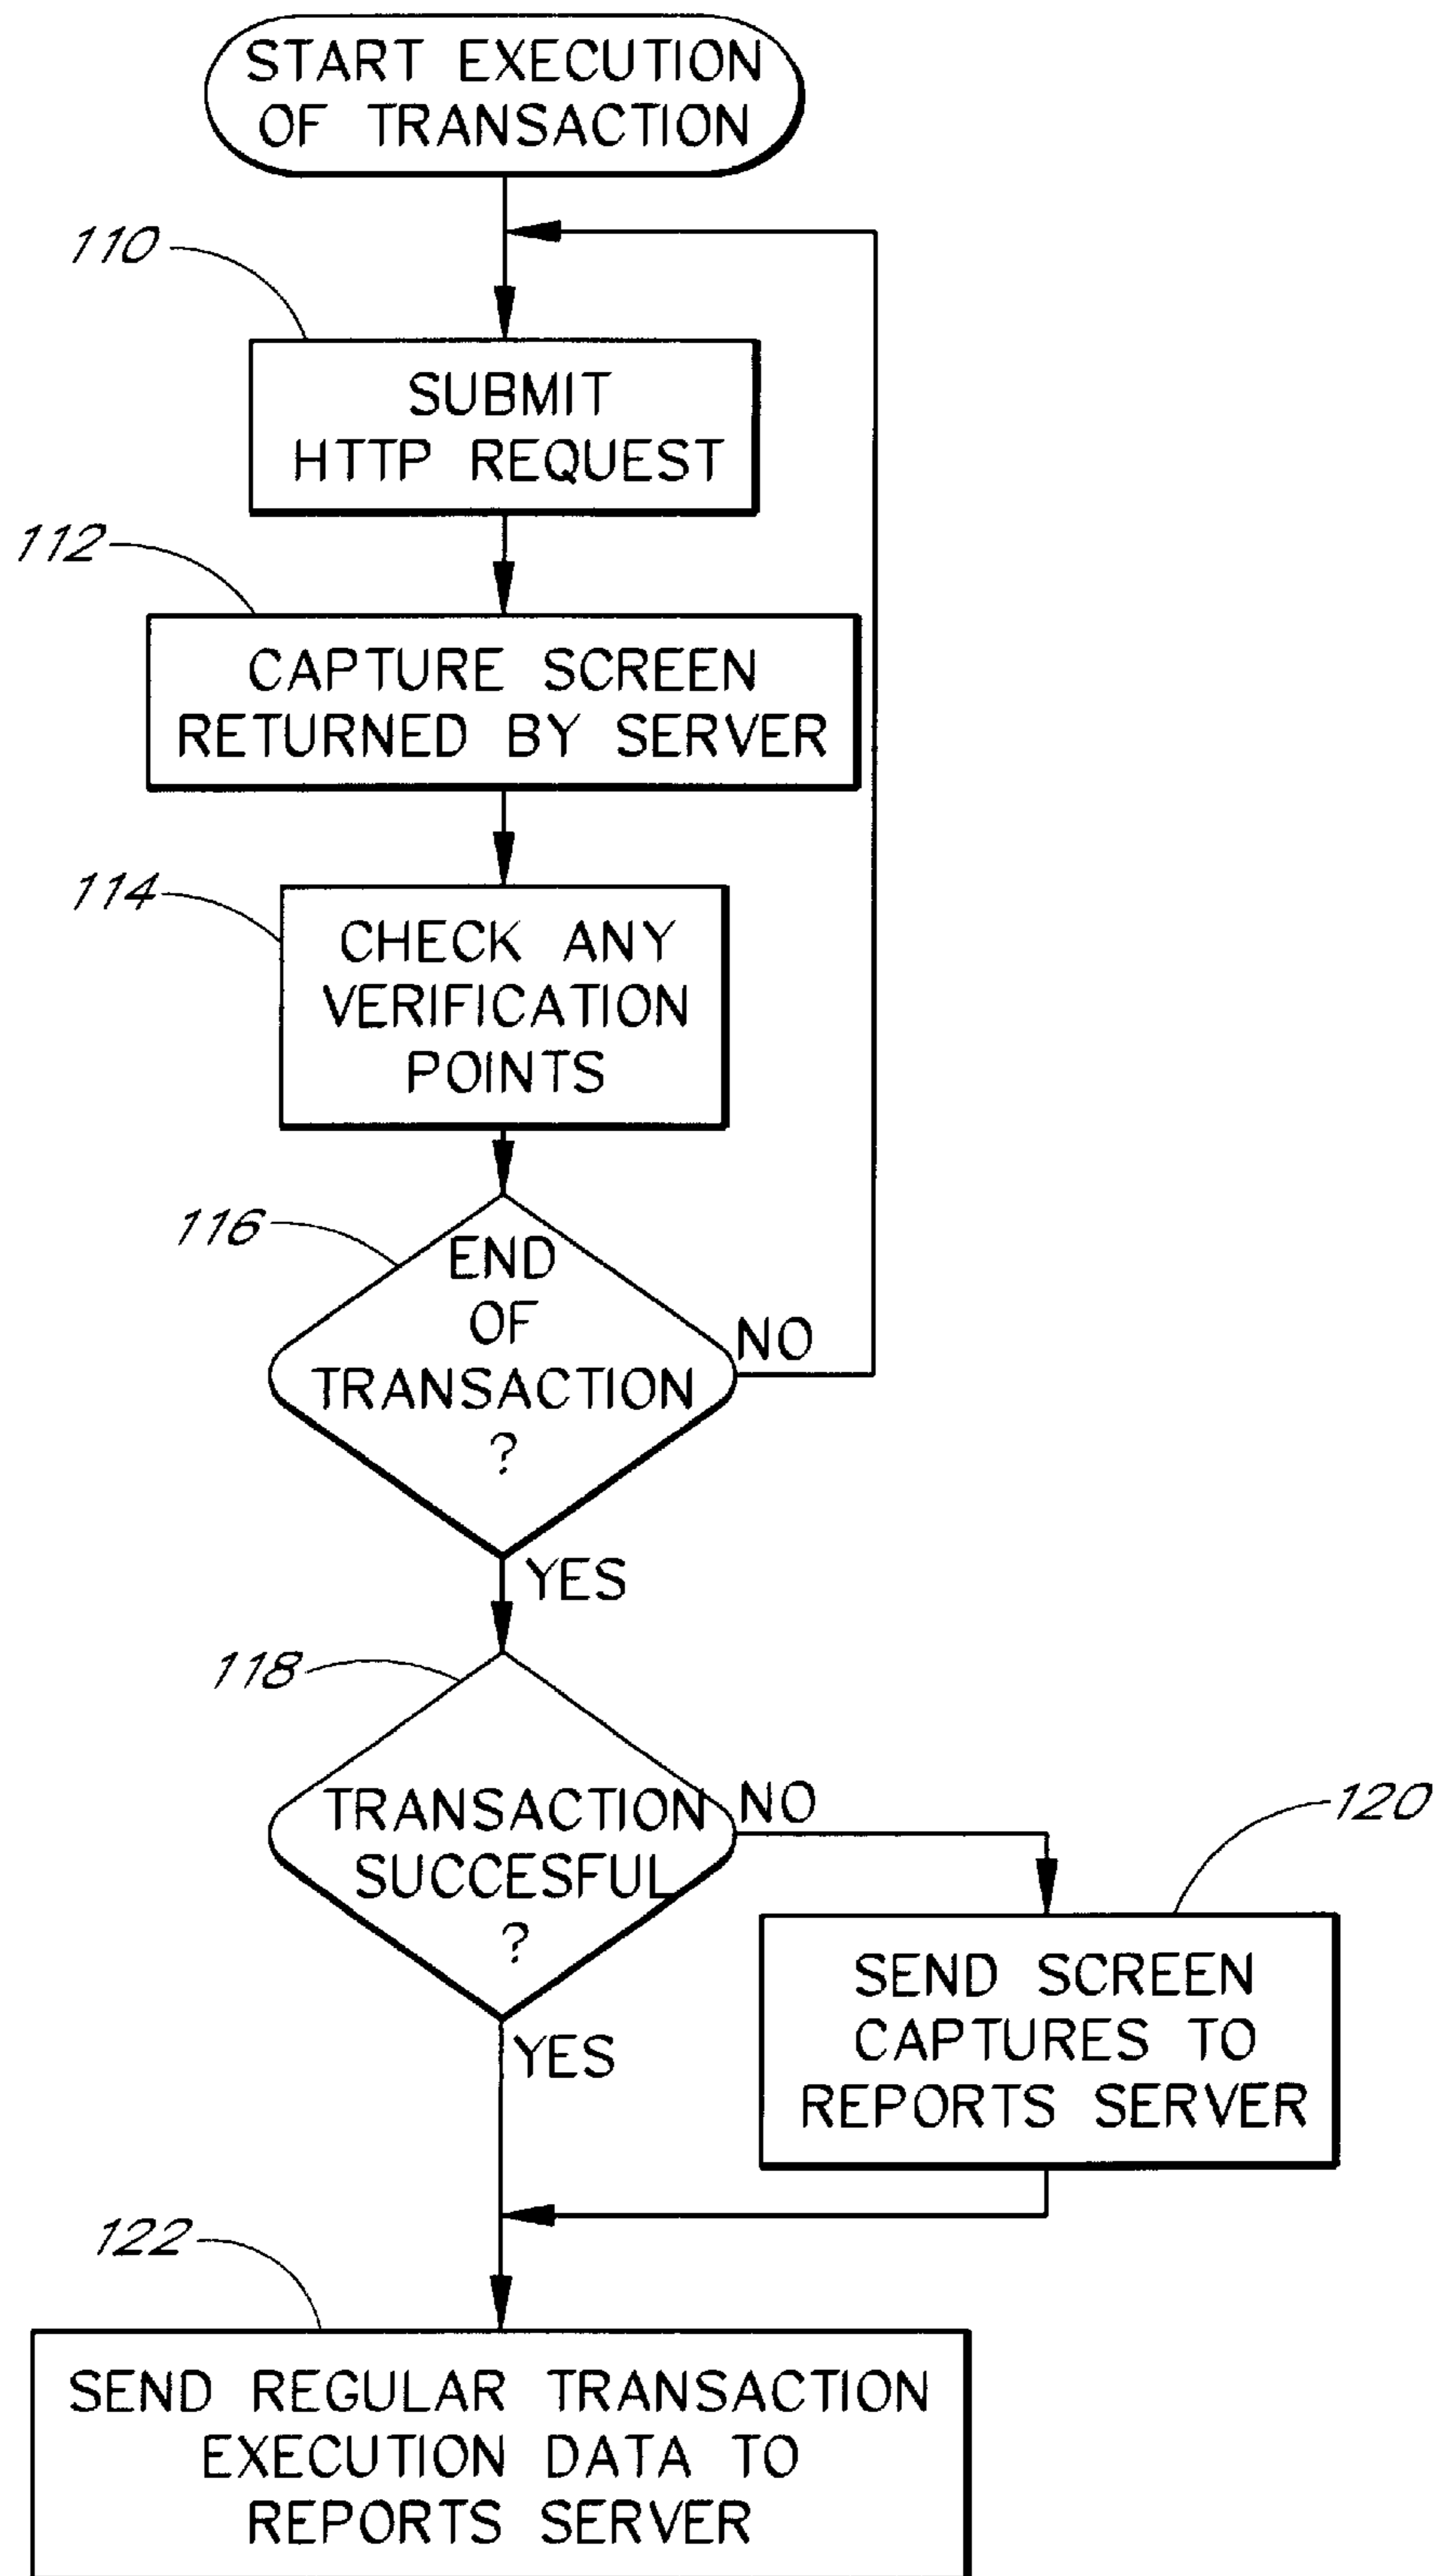 START EXECUTION
OF TRANSACTION
110
SUBMIT
HTTP REQUEST
112
CAPTURE SCREEN
RETURNED BY SERVER
114
CHECK ANY
VERIFICATION
POINTS
116
END
OF
TRANSACTION
?
NO
YES
118
TRANSACTION
SUCCESFUL
?
NO
YES
120
SEND SCREEN
CAPTURES TO
REPORTS SERVER
122
SEND REGULAR TRANSACTION
EXECUTION DATA TO
REPORTS SERVER